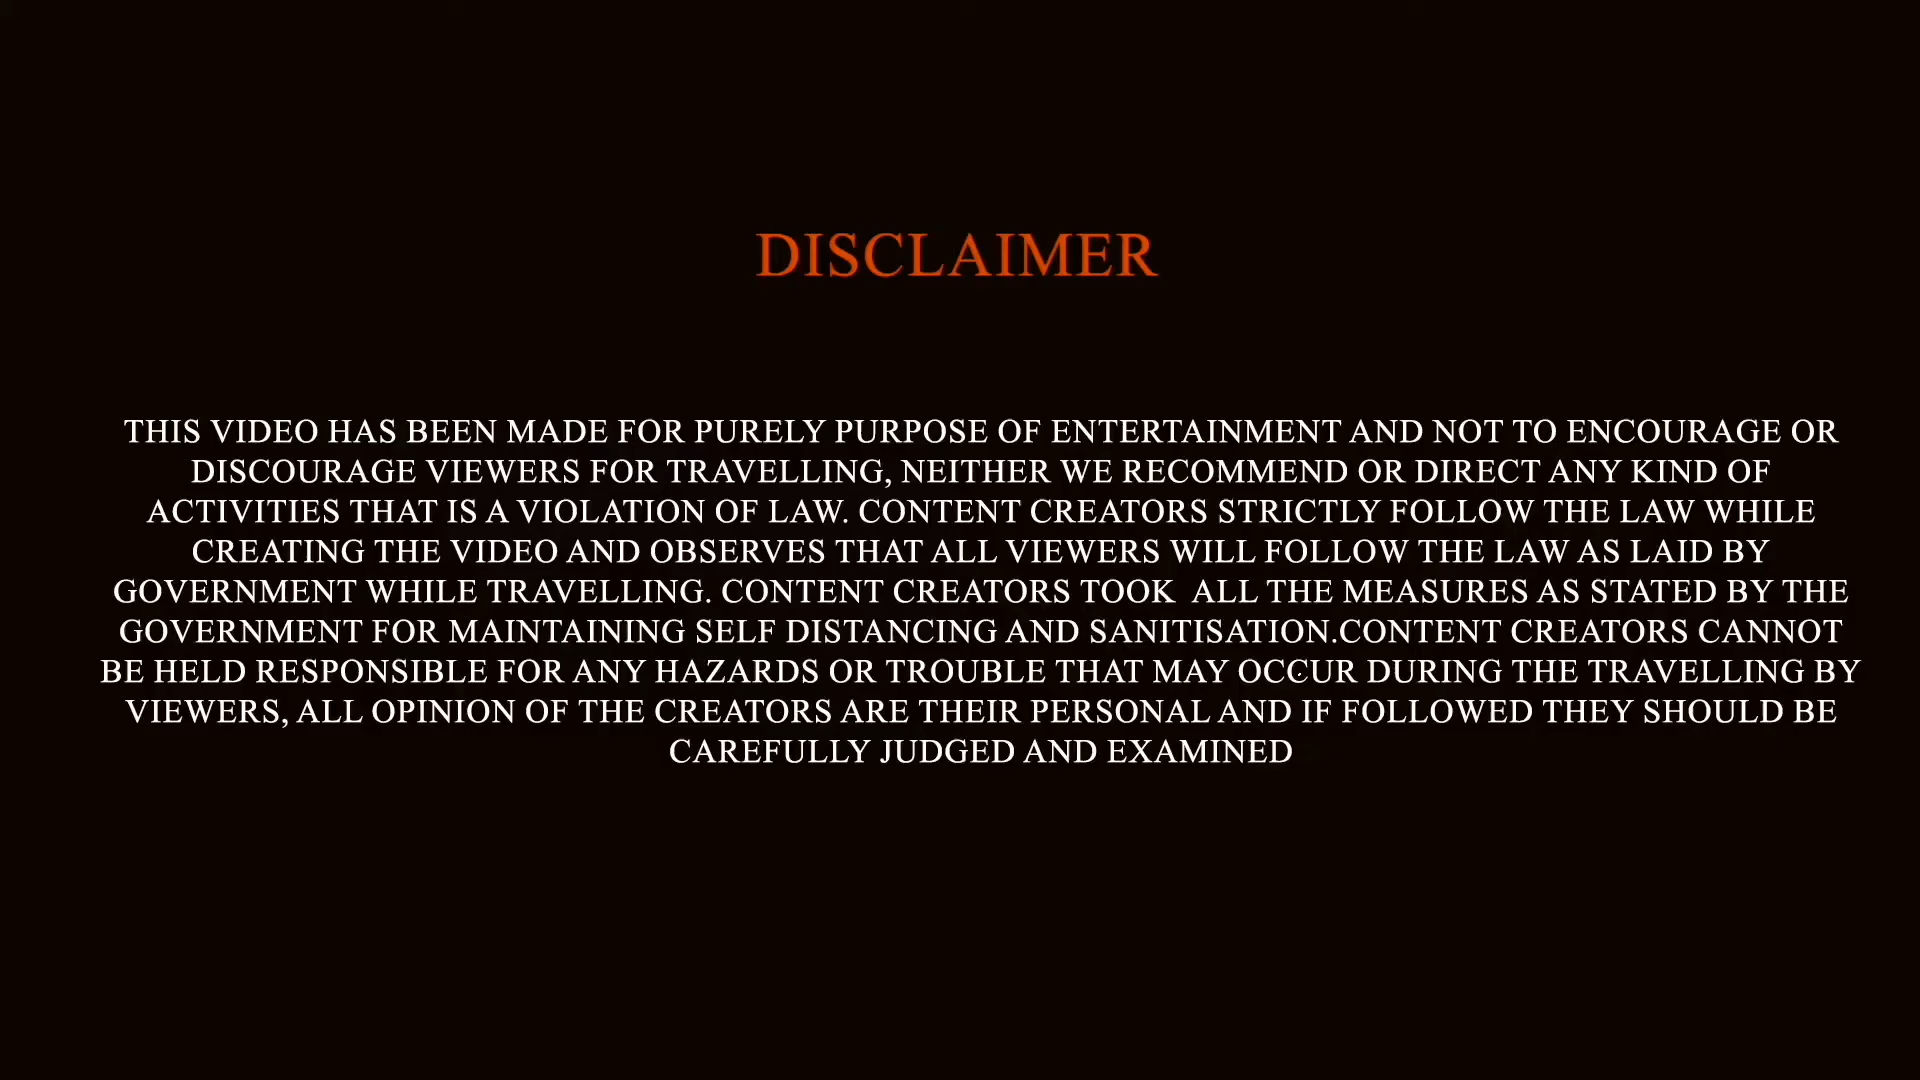 DISCLAIMER
THIS VIDEO HAS BEEN MADE FOR PURELY PURPOSE OF ENTERTAINMENT AND NOT TO ENCOURAGE OR
DISCOURAGE VIEWERS FOR TRAVELLING, NEITHER WE RECOMMEND OR DIRECT ANY KIND OF
ACTIVITIES THAT IS A VIOLATION OF LAW. CONTENT CREATORS STRICTLY FOLLOW THE LAW WHILE
CREATING THE VIDEO AND OBSERVES THAT ALL VIEWERS WILL FOLLOW THE LAW AS LAID BY
GOVERNMENT WHILE TRAVELLING. CONTENT CREATORS TOOK  ALL THE MEASURES AS STATED BY THE
GOVERNMENT FOR MAINTAINING SELF DISTANCING AND SANITISATION.CONTENT CREATORS CANNOT
BE HELD RESPONSIBLE FOR ANY HAZARDS OR TROUBLE THAT MAY OCCUR DURING THE TRAVELLING BY
VIEWERS, ALL OPINION OF THE CREATORS ARE THEIR PERSONAL AND IF FOLLOWED THEY SHOULD BE
CAREFULLY JUDGED AND EXAMINED